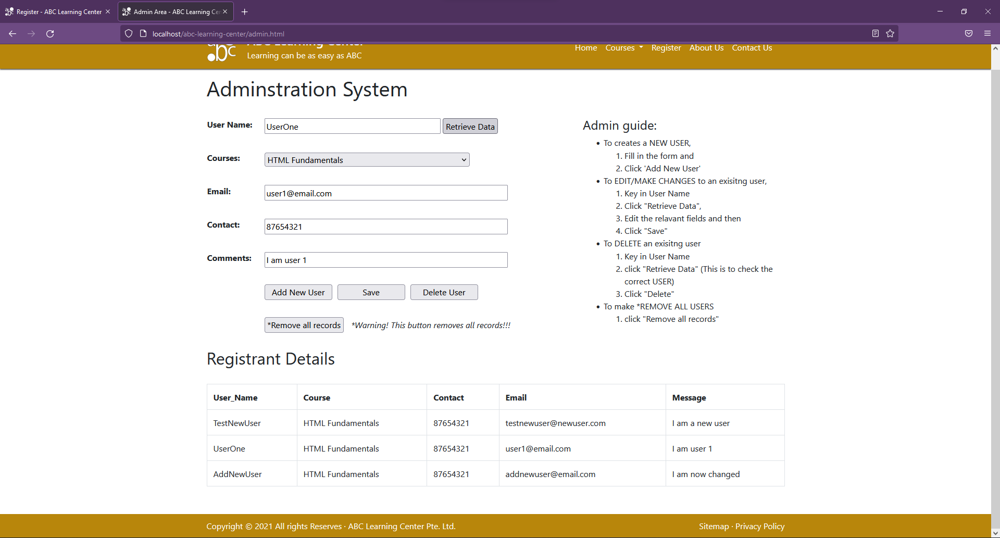 Register - ABC Learning Center
Admin Area - ABC Learning Cen
localhost/abc-learning-center/admin.html
abc
ABC Learning Center
Learning can be as easy as ABC
Home Courses Register About Us Contact Us
Adminstration System
User Name: UserOne Retrieve Data
Courses: HTML Fundamentals
Email: user1@email.com
Contact: 87654321
Comments: I am user 1
Add New User Save Delete User
*Remove all records *Warning! This button removes all records!!!
Admin guide:
• To creates a NEW USER,
1. Fill in the form and
2. Click 'Add New User'
• To EDIT/MAKE CHANGES to an exisitng user,
1. Key in User Name
2. Click "Retrieve Data",
3. Edit the relavant fields and then
4. Click "Save"
• To DELETE an exisitng user
1. Key in User Name
2. click "Retrieve Data" (This is to check the
correct USER)
3. Click "Delete"
• To make *REMOVE ALL USERS
1. click "Remove all records"
Registrant Details
User_Name Course Contact Email Message
TestNewUser HTML Fundamentals 87654321 testnewuser@newuser.com I am a new user
UserOne HTML Fundamentals 87654321 user1@email.com I am user 1
AddNewUser HTML Fundamentals 87654321 addnewuser@email.com I am now changed
Copyright © 2021 All rights Reserves · ABC Learning Center Pte. Ltd.
Sitemap · Privacy Policy